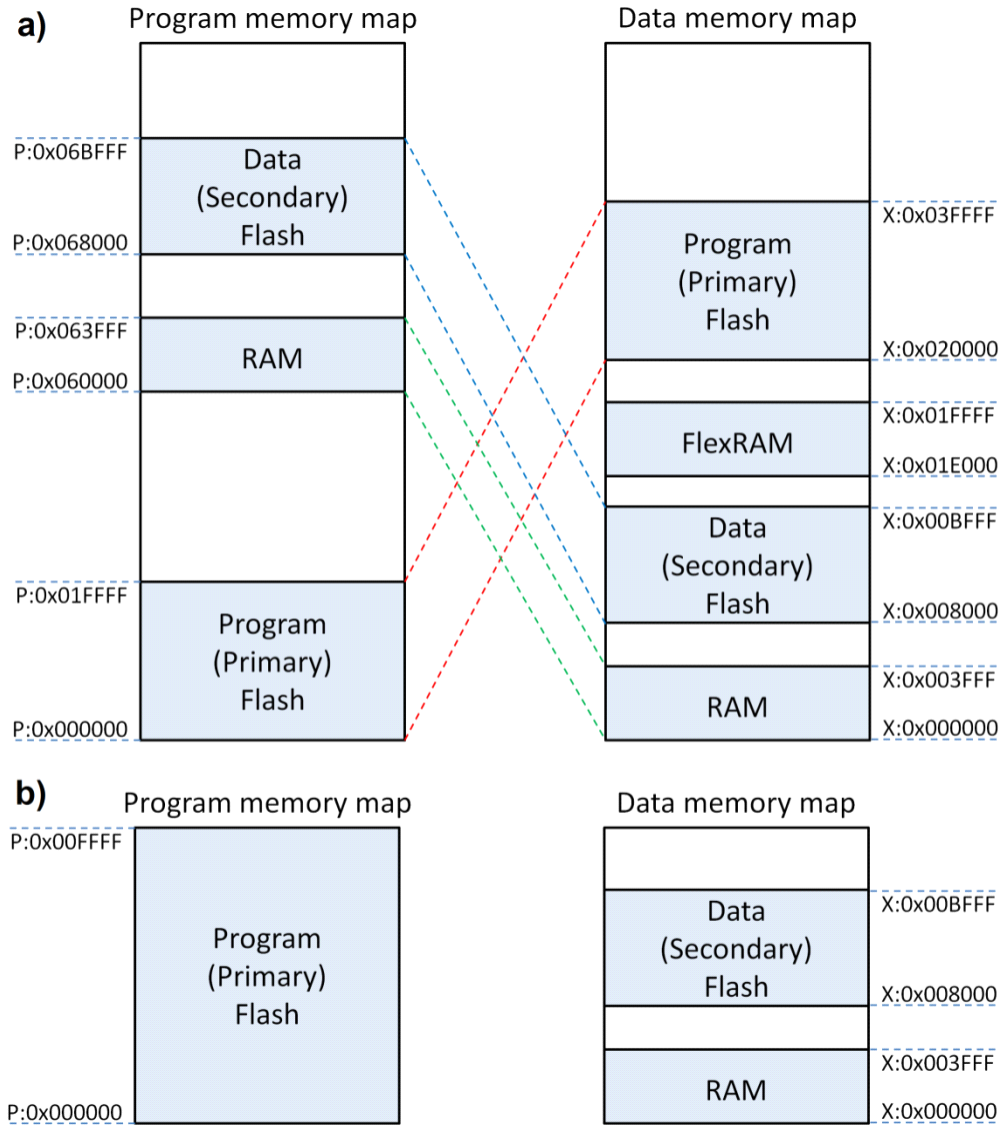 a)
Program memory map
Data memory map
P:0x06BFFF
Data
(Secondary)
Flash
P:0x068000
P:0x063FFF
RAM
P:0x060000
P:0x01FFFF
Program
(Primary)
Flash
P:0x000000
X:0x03FFFF
Program
(Primary)
Flash
X:0x020000
X:0x01FFFF
FlexRAM
X:0x01E000
X:0x00BFFF
Data
(Secondary)
Flash
X:0x008000
X:0x003FFF
RAM
X:0x000000
b)
Program memory map
Data memory map
P:0x00FFFF
Program
(Primary)
Flash
P:0x000000
X:0x00BFFF
Data
(Secondary)
Flash
X:0x008000
X:0x003FFF
RAM
X:0x000000